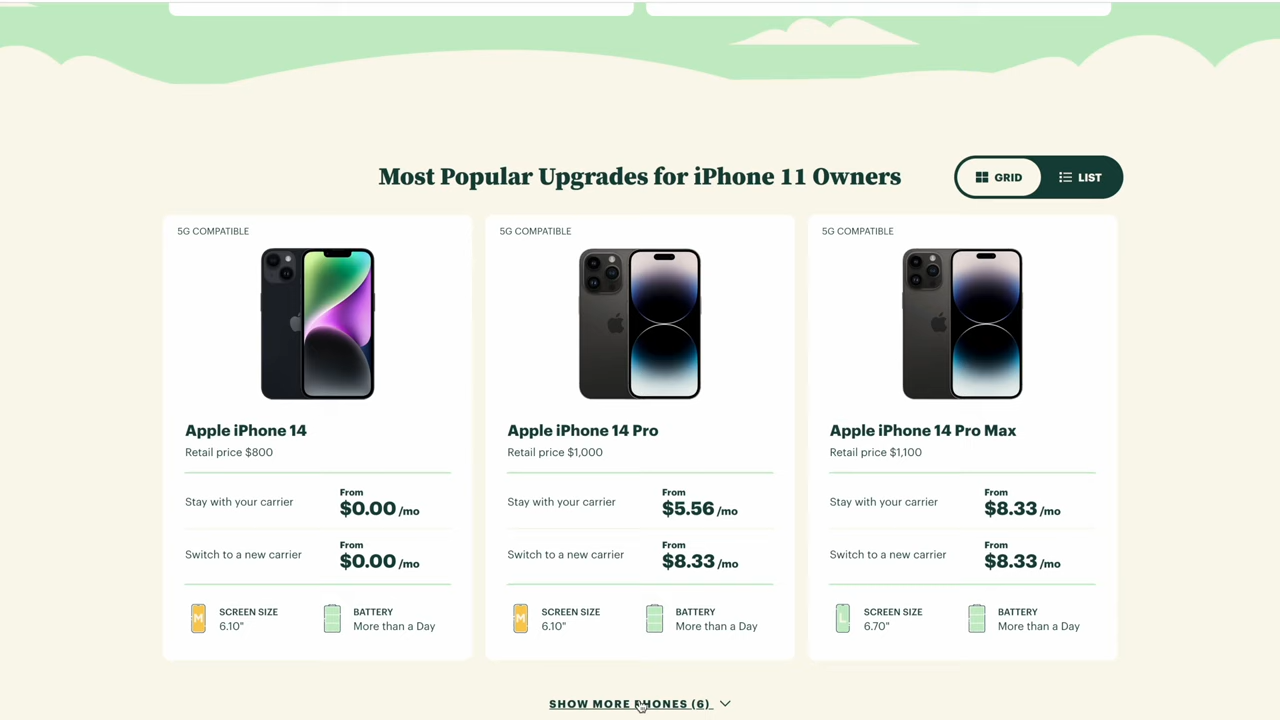 Most Popular Upgrades for iPhone 11 Owners
GRID
LIST
5G COMPATIBLE
Apple iPhone 14
Retail price $800
Stay with your carrier
From
$0.00 /mo
Switch to a new carrier
From
$0.00 /mo
M
SCREEN SIZE
6.10"
BATTERY
More than a Day
5G COMPATIBLE
Apple iPhone 14 Pro
Retail price $1,000
Stay with your carrier
From
$5.56 /mo
Switch to a new carrier
From
$8.33 /mo
M
SCREEN SIZE
6.10"
BATTERY
More than a Day
5G COMPATIBLE
Apple iPhone 14 Pro Max
Retail price $1,100
Stay with your carrier
From
$8.33 /mo
Switch to a new carrier
From
$8.33 /mo
L
SCREEN SIZE
6.70"
BATTERY
More than a Day
SHOW MORE PHONES (6)